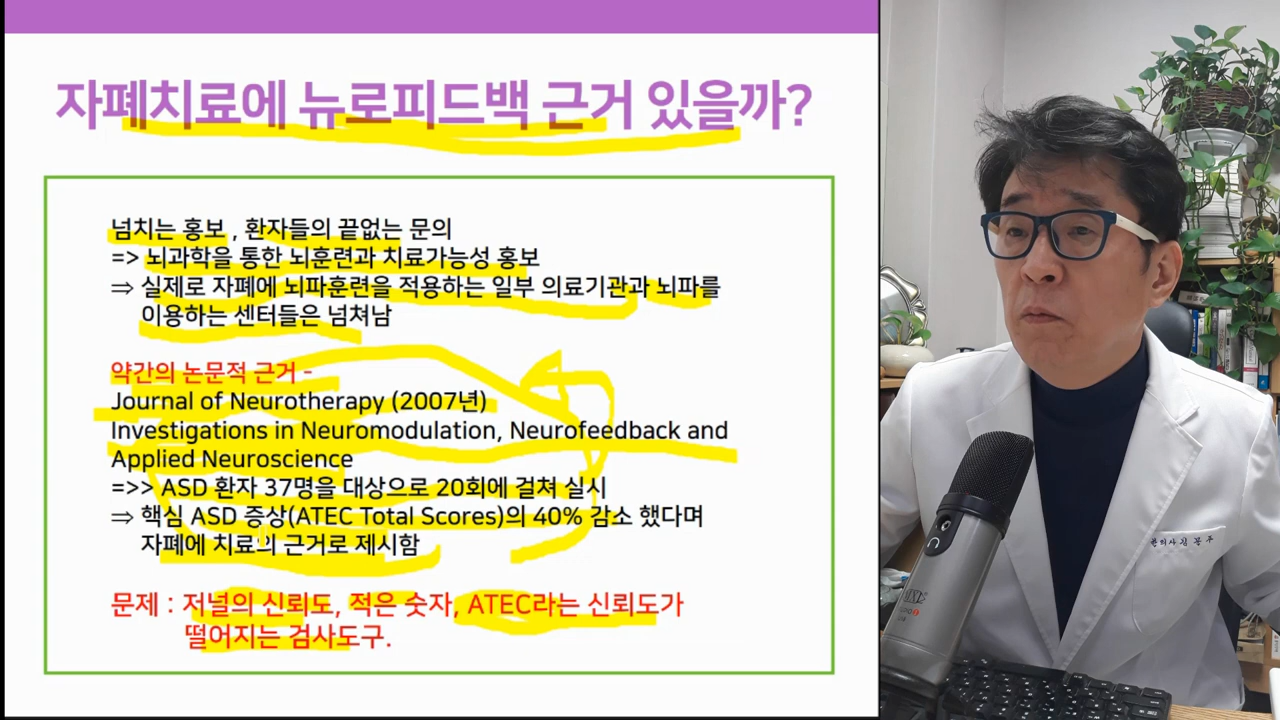 자폐치료에 뉴로피드백 근거 있을까?
넘치는 홍보 , 환자들의 끝없는 문의
=> 뇌과학을 통한 뇌훈련과 치료가능성 홍보
⇒ 실제로 자폐에 뇌파훈련을 적용하는 일부 의료기관과 뇌파를
이용하는 센터들은 넘쳐남
약간의 논문적 근거 -
Journal of Neurotherapy (2007년)
Investigations in Neuromodulation, Neurofeedback and
Applied Neuroscience
=>> ASD 환자 37명을 대상으로 20회에 걸쳐 실시
⇒ 핵심 ASD 증상(ATEC Total Scores)의 40% 감소 했다며
자폐에 치료의 근거로 제시함
문제 : 저널의 신뢰도, 적은 숫자, ATEC라는 신뢰도가
떨어지는 검사도구.